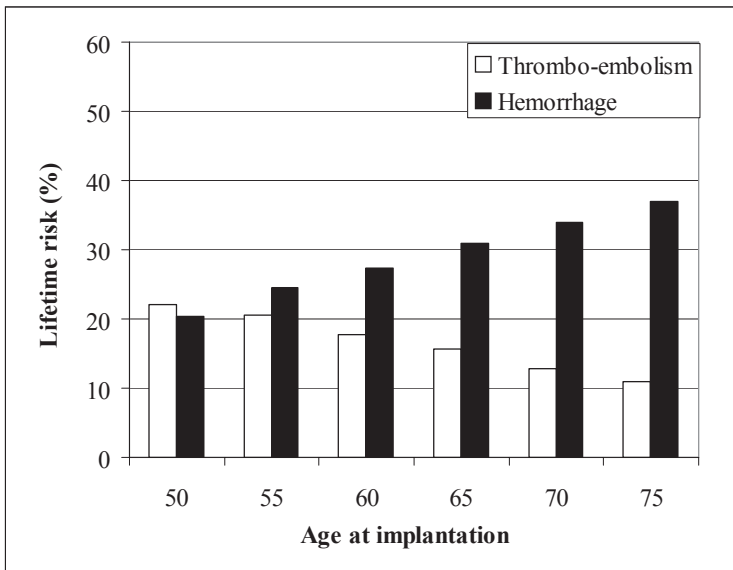 60
50
40
30
20
10
0
Lifetime risk (%)
Thrombo-embolism
Hemorrhage
50 55 60 65 70 75
Age at implantation